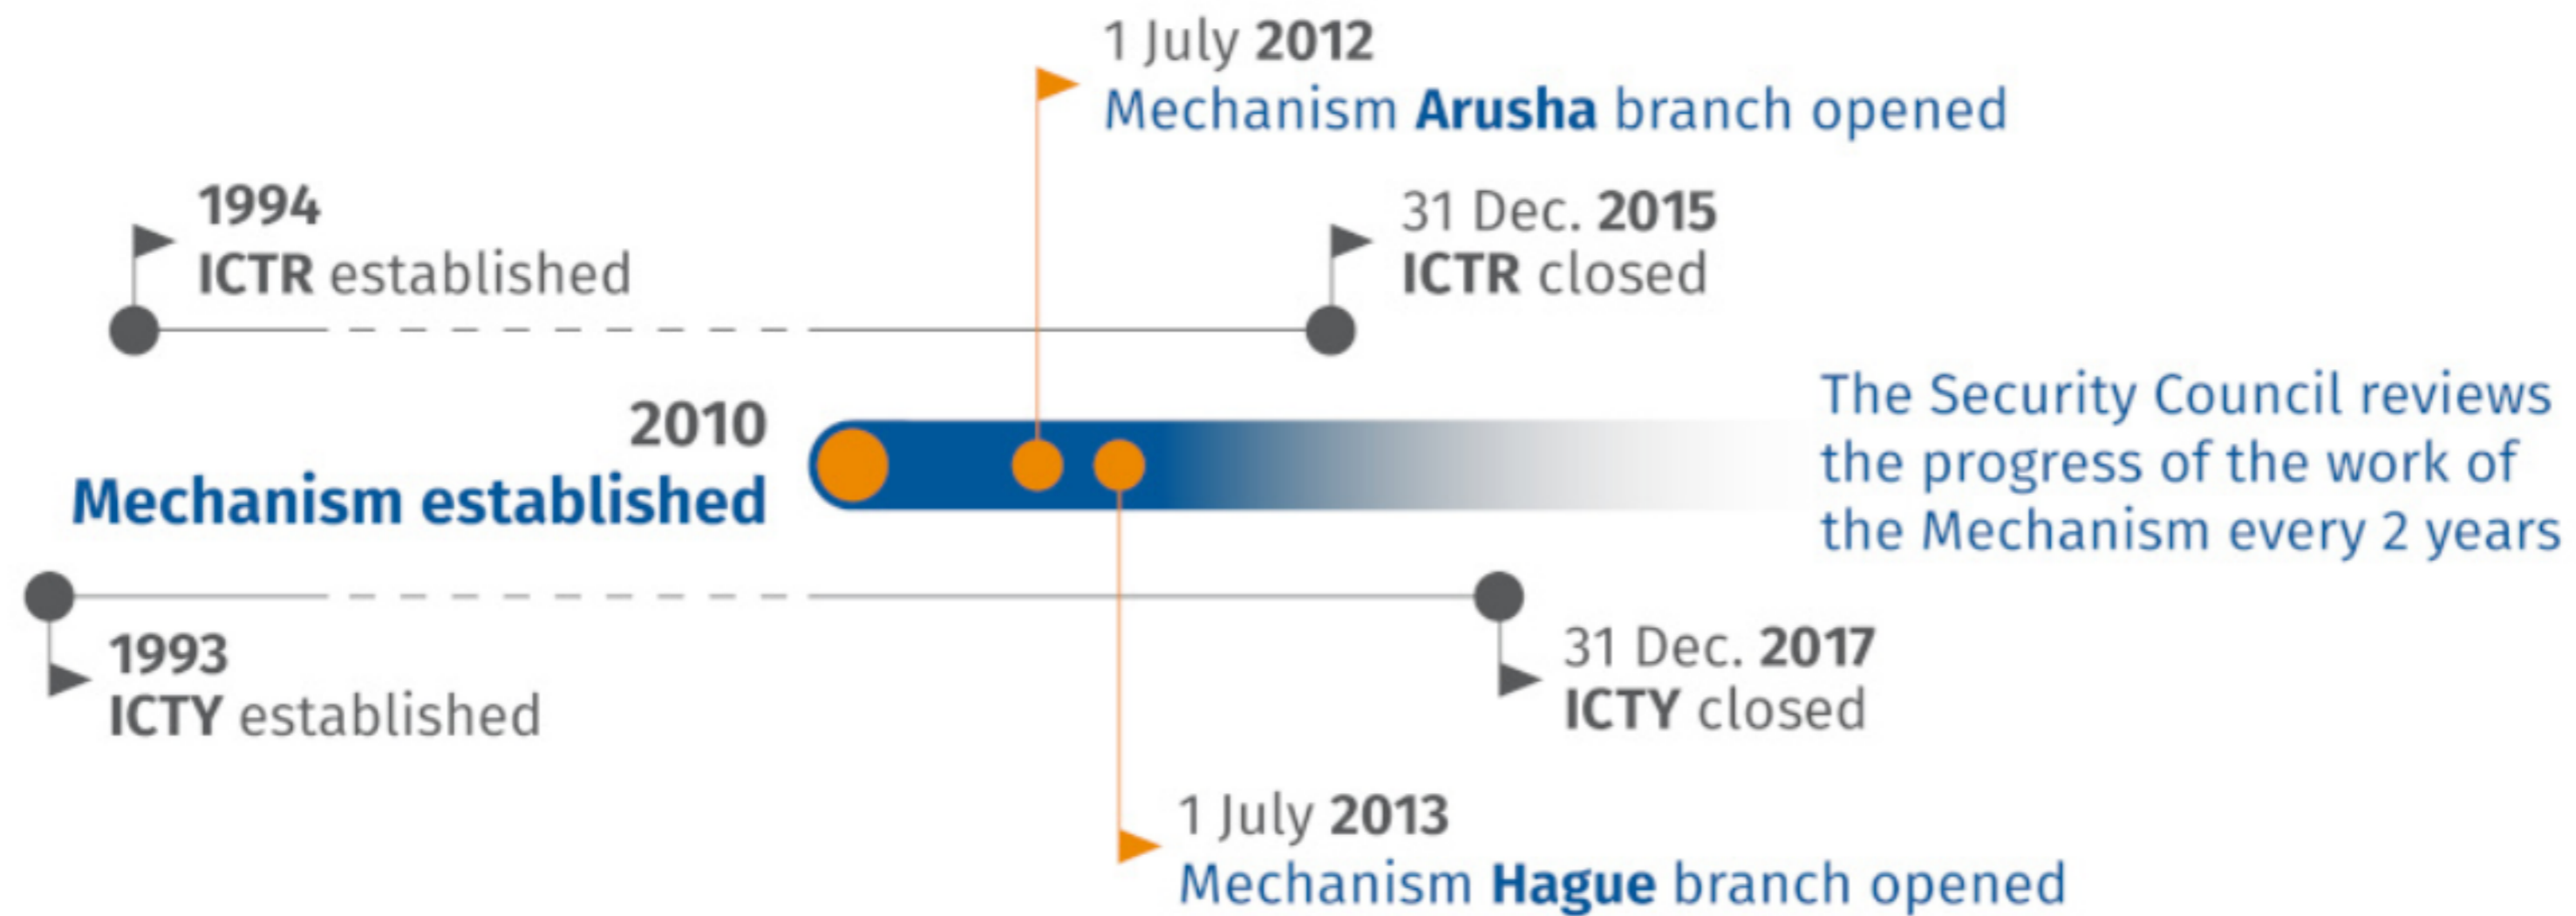 1 July 2012
Mechanism Arusha branch opened
1994
ICTR established
31 Dec. 2015
ICTR closed
2010
Mechanism established
The Security Council reviews
the progress of the work of
the Mechanism every 2 years
1993
ICTY established
31 Dec. 2017
ICTY closed
1 July 2013
Mechanism Hague branch opened